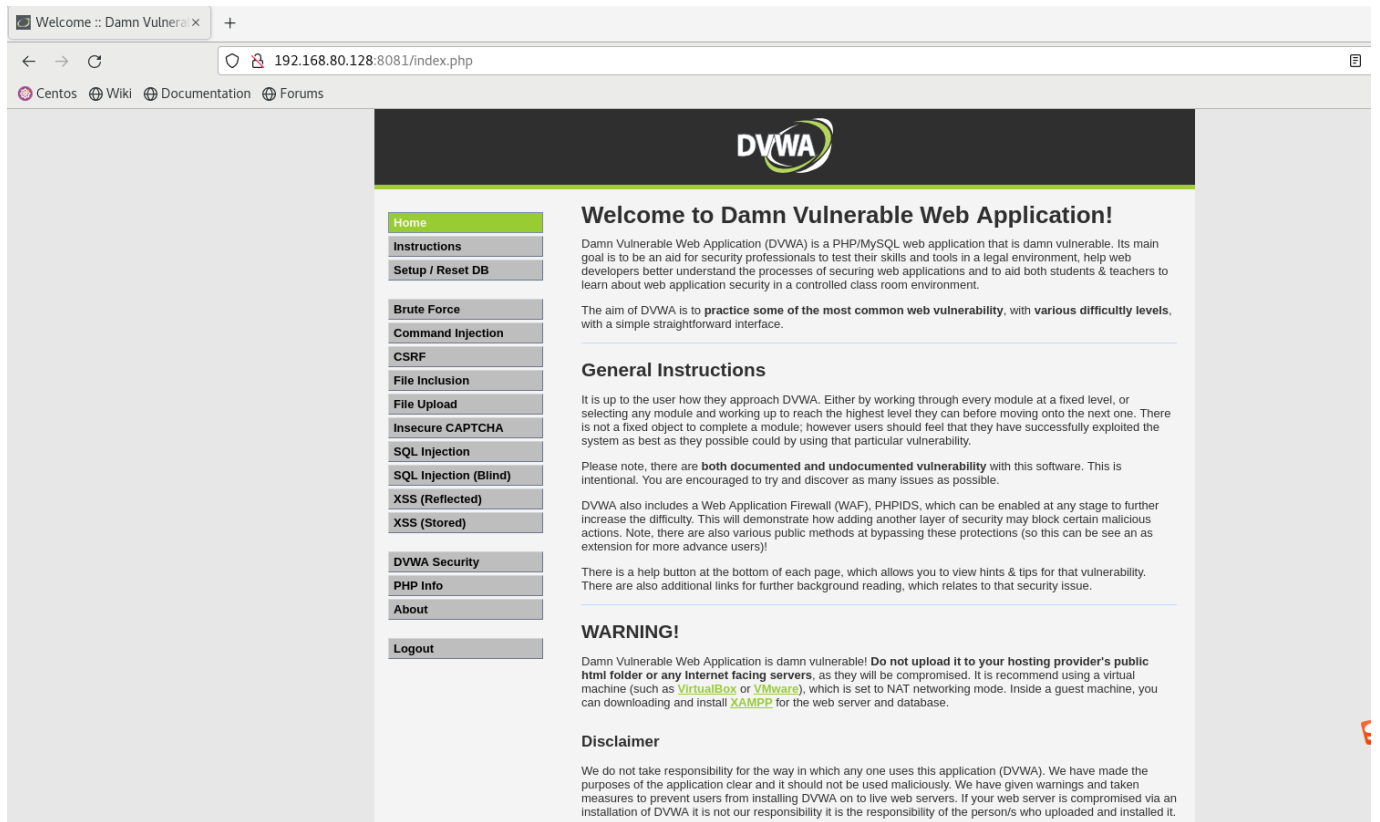 Welcome :: Damn Vulnera
192.168.80.128:8081/index.php
Centos Wiki Documentation Forums
DVWA
Home
Instructions
Setup / Reset DB
Brute Force
Command Injection
CSRF
File Inclusion
File Upload
Insecure CAPTCHA
SQL Injection
SQL Injection (Blind)
XSS (Reflected)
XSS (Stored)
DVWA Security
PHP Info
About
Logout
Welcome to Damn Vulnerable Web Application!
Damn Vulnerable Web Application (DVWA) is a PHP/MySQL web application that is damn vulnerable. Its main
goal is to be an aid for security professionals to test their skills and tools in a legal environment, help web
developers better understand the processes of securing web applications and to aid both students & teachers to
learn about web application security in a controlled class room environment.
The aim of DVWA is to practice some of the most common web vulnerability, with various difficultly levels,
with a simple straightforward interface.
General Instructions
It is up to the user how they approach DVWA. Either by working through every module at a fixed level, or
selecting any module and working up to reach the highest level they can before moving onto the next one. There
is not a fixed object to complete a module; however users should feel that they have successfully exploited the
system as best as they possible could by using that particular vulnerability.
Please note, there are both documented and undocumented vulnerability with this software. This is
intentional. You are encouraged to try and discover as many issues as possible.
DVWA also includes a Web Application Firewall (WAF), PHPIDS, which can be enabled at any stage to further
increase the difficulty. This will demonstrate how adding another layer of security may block certain malicious
actions. Note, there are also various public methods at bypassing these protections (so this can be see an as
extension for more advance users)!
There is a help button at the bottom of each page, which allows you to view hints & tips for that vulnerability.
There are also additional links for further background reading, which relates to that security issue.
WARNING!
Damn Vulnerable Web Application is damn vulnerable! Do not upload it to your hosting provider's public
html folder or any Internet facing servers, as they will be compromised. It is recommend using a virtual
machine (such as VirtualBox or VMware), which is set to NAT networking mode. Inside a guest machine, you
can downloading and install XAMPP for the web server and database.
Disclaimer
We do not take responsibility for the way in which any one uses this application (DVWA). We have made the
purposes of the application clear and it should not be used maliciously. We have given warnings and taken
measures to prevent users from installing DVWA on to live web servers. If your web server is compromised via an
installation of DVWA it is not our responsibility it is the responsibility of the person/s who uploaded and installed it.